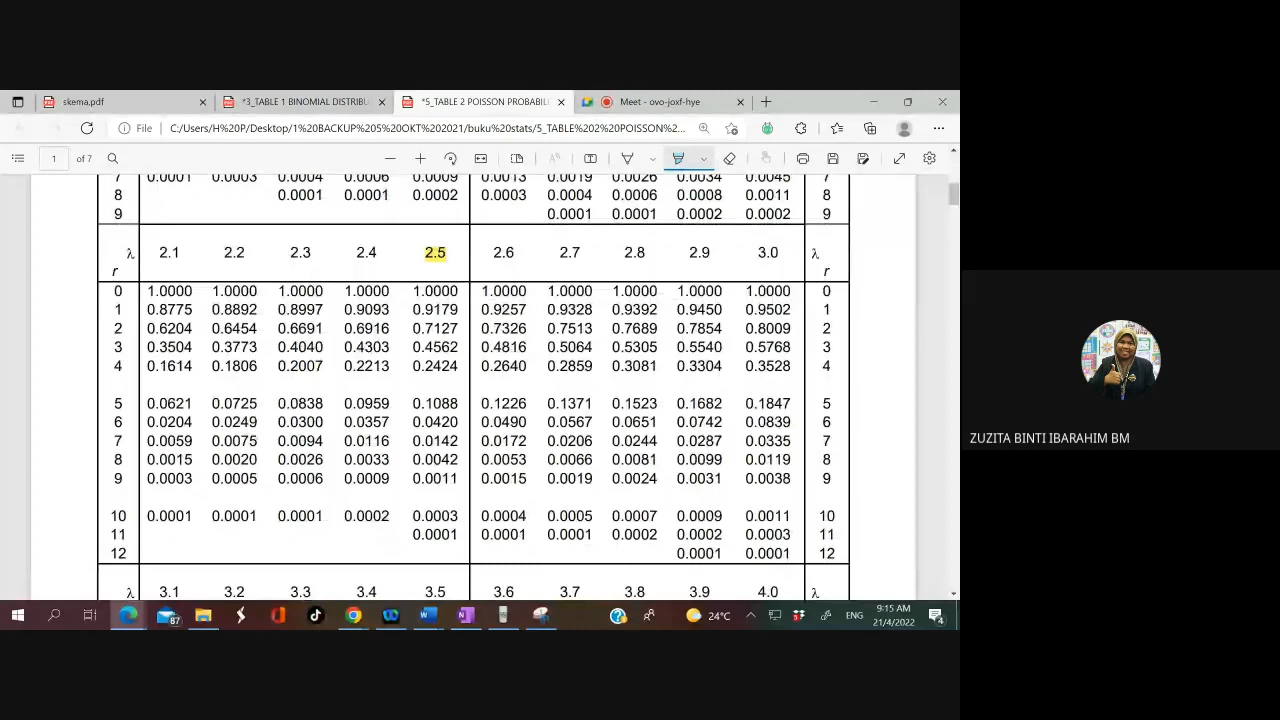 skema.pdf
*3_TABLE 1 BINOMIAL DISTRIBU
*5_TABLE 2 POISSON PROBABIL
Meet - ovo-joxf-hye
File
C:/Users/H%20P/Desktop/1%20BACKUP%205%20OKT%202021/buku%20stats/5_TABLE%202%20POISSON%2...
1 of 7
7 0.0001 0.0003 0.0004 0.0006 0.0009 0.0013 0.0019 0.0026 0.0034 0.0045 7
8 0.0001 0.0001 0.0002 0.0003 0.0004 0.0006 0.0008 0.0011 8
9 0.0001 0.0001 0.0002 0.0002 9
λ 2.1 2.2 2.3 2.4 2.5 2.6 2.7 2.8 2.9 3.0 λ
r r
0 1.0000 1.0000 1.0000 1.0000 1.0000 1.0000 1.0000 1.0000 1.0000 1.0000 0
1 0.8775 0.8892 0.8997 0.9093 0.9179 0.9257 0.9328 0.9392 0.9450 0.9502 1
2 0.6204 0.6454 0.6691 0.6916 0.7127 0.7326 0.7513 0.7689 0.7854 0.8009 2
3 0.3504 0.3773 0.4040 0.4303 0.4562 0.4816 0.5064 0.5305 0.5540 0.5768 3
4 0.1614 0.1806 0.2007 0.2213 0.2424 0.2640 0.2859 0.3081 0.3304 0.3528 4
5 0.0621 0.0725 0.0838 0.0959 0.1088 0.1226 0.1371 0.1523 0.1682 0.1847 5
6 0.0204 0.0249 0.0300 0.0357 0.0420 0.0490 0.0567 0.0651 0.0742 0.0839 6
7 0.0059 0.0075 0.0094 0.0116 0.0142 0.0172 0.0206 0.0244 0.0287 0.0335 7
8 0.0015 0.0020 0.0026 0.0033 0.0042 0.0053 0.0066 0.0081 0.0099 0.0119 8
9 0.0003 0.0005 0.0006 0.0009 0.0011 0.0015 0.0019 0.0024 0.0031 0.0038 9
10 0.0001 0.0001 0.0001 0.0002 0.0003 0.0004 0.0005 0.0007 0.0009 0.0011 10
11 0.0001 0.0001 0.0001 0.0002 0.0002 0.0003 11
12 0.0001 0.0001 12
λ 3.1 3.2 3.3 3.4 3.5 3.6 3.7 3.8 3.9 4.0 λ
ZUZITA BINTI IBARAHIM BM
87
24°C
ENG
9:15 AM
21/4/2022
4